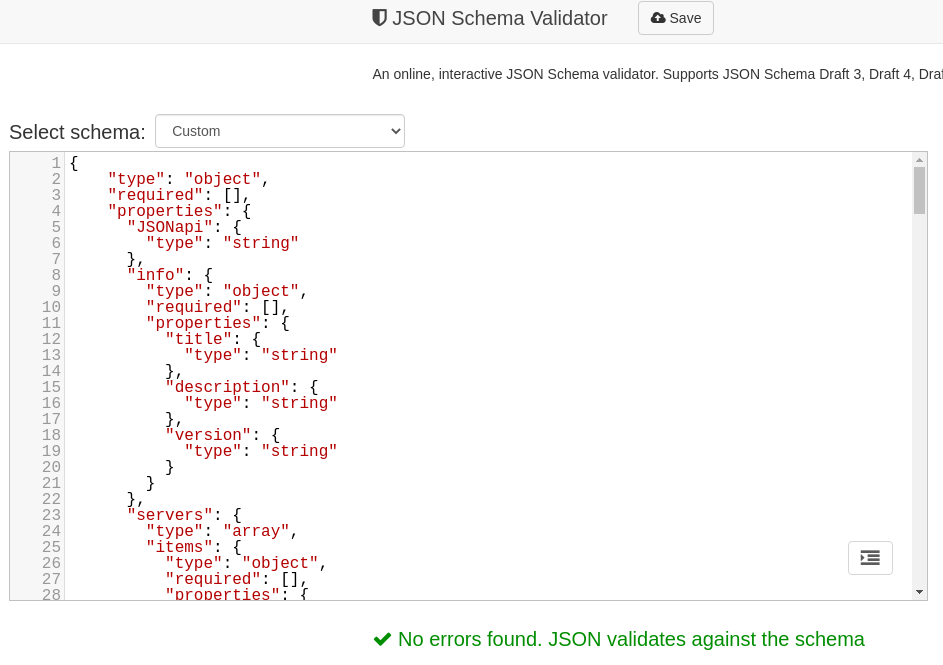 JSON Schema Validator
Save
An online, interactive JSON Schema validator. Supports JSON Schema Draft 3, Draft 4,
Select schema:
Custom
1 {
2     "type": "object",
3     "required": [],
4     "properties": {
5       "JSONapi": {
6         "type": "string"
7       },
8       "info": {
9         "type": "object",
10         "required": [],
11         "properties": {
12           "title": {
13             "type": "string"
14           },
15           "description": {
16             "type": "string"
17           },
18           "version": {
19             "type": "string"
20           }
21         }
22       },
23       "servers": {
24         "type": "array",
25         "items": {
26           "type": "object",
27           "required": [],
28           "properties": {
No errors found. JSON validates against the schema